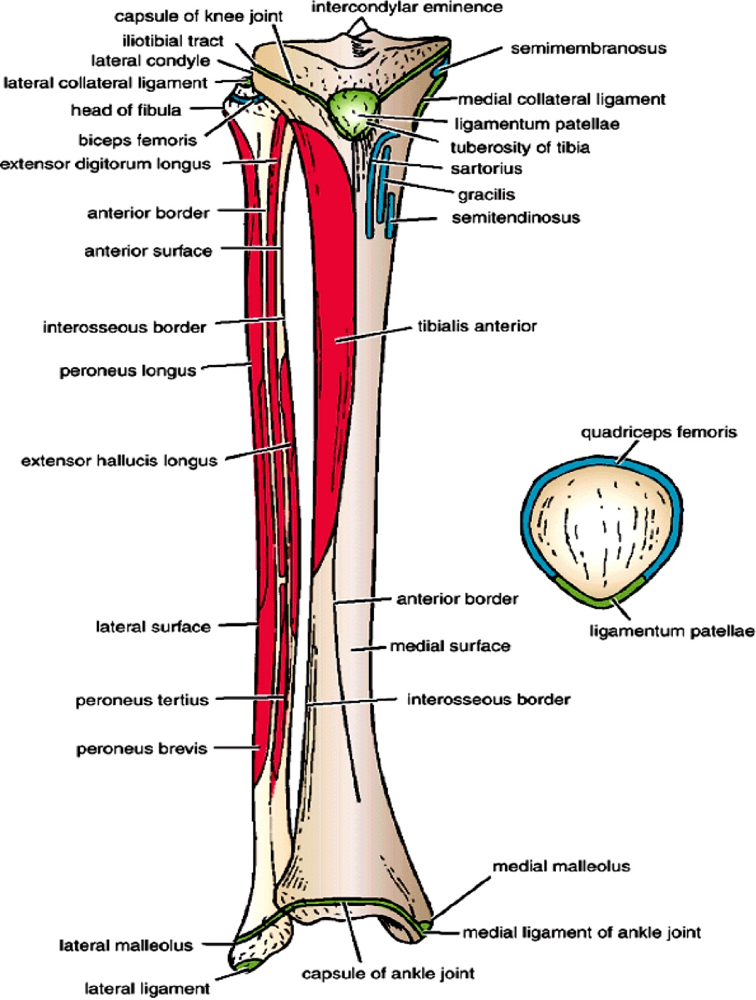 intercondylar eminence
capsule of knee joint
iliotibial tract
lateral condyle
lateral collateral ligament
head of fibula
biceps femoris
extensor digitorum longus
anterior border
anterior surface
interosseous border
peroneus longus
extensor hallucis longus
lateral surface
peroneus tertius
peroneus brevis
lateral malleolus
lateral ligament
semimembranosus
medial collateral ligament
ligamentum patellae
tuberosity of tibia
sartorius
gracilis
semitendinosus
tibialis anterior
anterior border
medial surface
interosseous border
medial malleolus
medial ligament of ankle joint
capsule of ankle joint
quadriceps femoris
ligamentum patellae